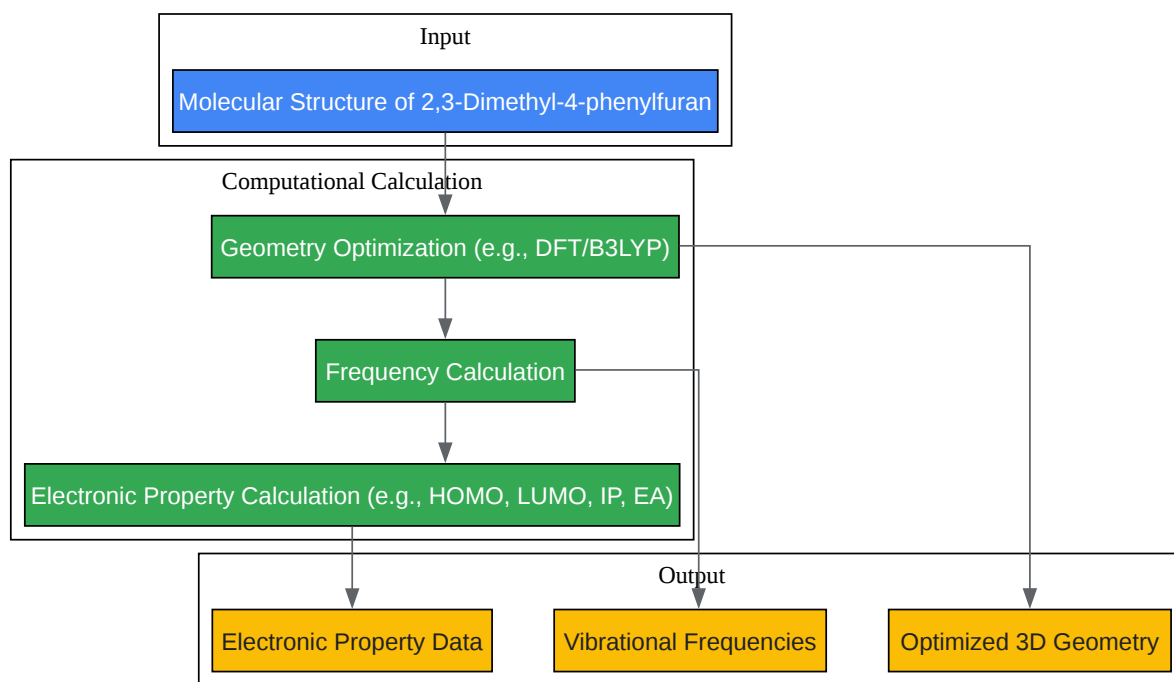 Input
Molecular Structure of 2,3-Dimethyl-4-phenylfuran
Computational Calculation
Geometry Optimization (e.g., DFT/B3LYP)
Frequency Calculation
Electronic Property Calculation (e.g., HOMO, LUMO, IP, EA)
Output
Electronic Property Data
Vibrational Frequencies
Optimized 3D Geometry